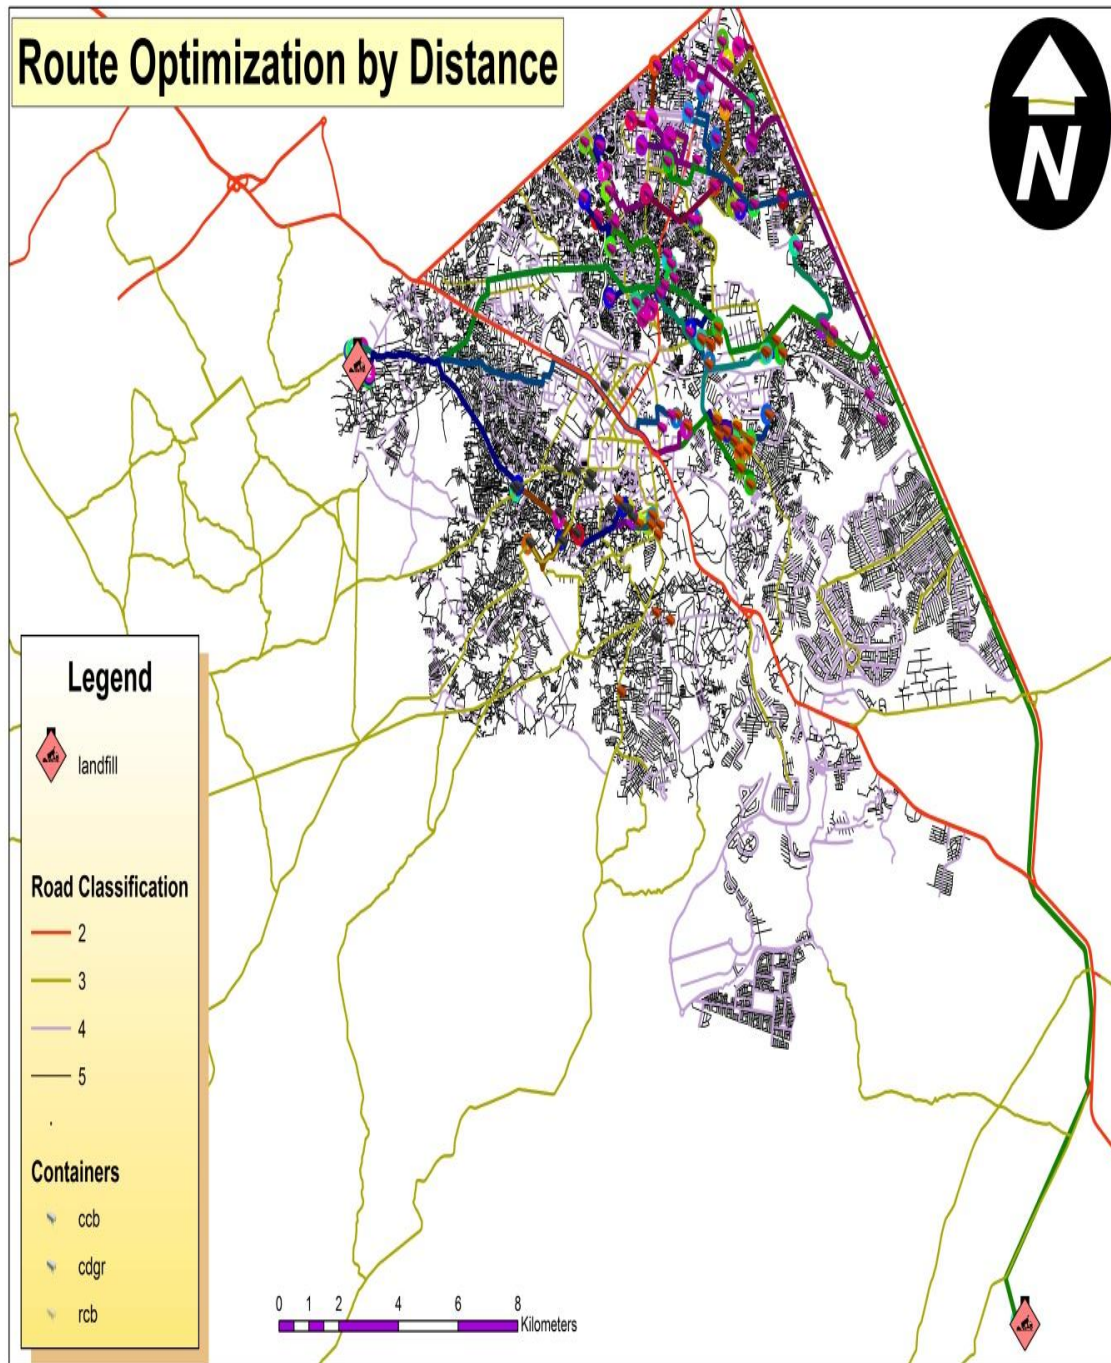 Route Optimization by Distance
N
Legend
landfill
Road Classification
2
3
4
5
Containers
ccb
cdgr
rcb
0 1 2 4 6 8
Kilometers